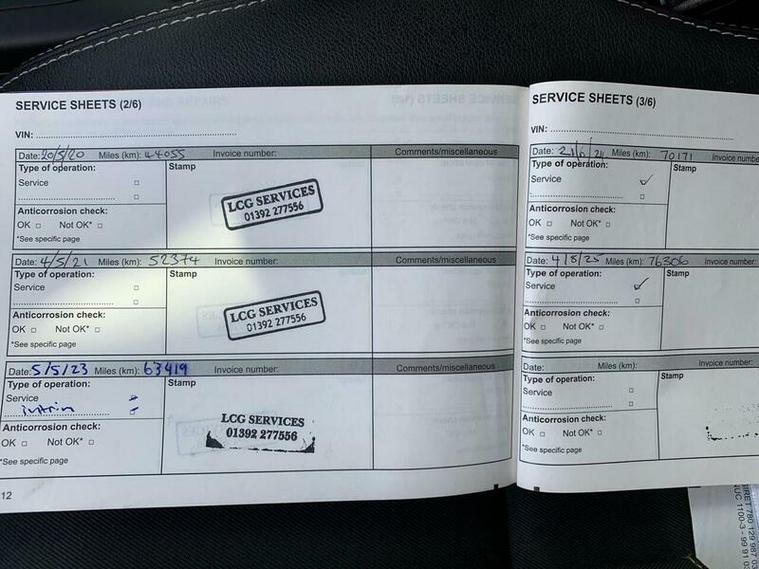 SERVICE SHEETS (2/6)
VIN:
Date: 20/5/20 Miles (km): 44055 Invoice number: Comments/miscellaneous
Type of operation: Stamp
Service
LCG SERVICES
01392 277556
Anticorrosion check:
OK Not OK*
*See specific page
Date: 4/5/21 Miles (km): 52374 Invoice number: Comments/miscellaneous
Type of operation: Stamp
Service
LCG SERVICES
01392 277556
Anticorrosion check:
OK Not OK*
*See specific page
Date: 5/5/23 Miles (km): 63419 Invoice number: Comments/miscellaneous
Type of operation: Stamp
Service
LCG SERVICES
01392 277556
Anticorrosion check:
OK Not OK*
*See specific page
12
SERVICE SHEETS (3/6)
VIN:
Date: Miles (km): 70171 Invoice
Type of operation: Stamp
Service ✓
Anticorrosion check:
OK Not OK*
*See specific page
Date: 4/8/25 Miles (km): 76306 Invoice number:
Type of operation: Stamp
Service ✓
Anticorrosion check:
OK Not OK*
*See specific page
Date: Miles (km): Invoice number:
Type of operation: Stamp
Service
Anticorrosion check:
OK Not OK*
*See specific page